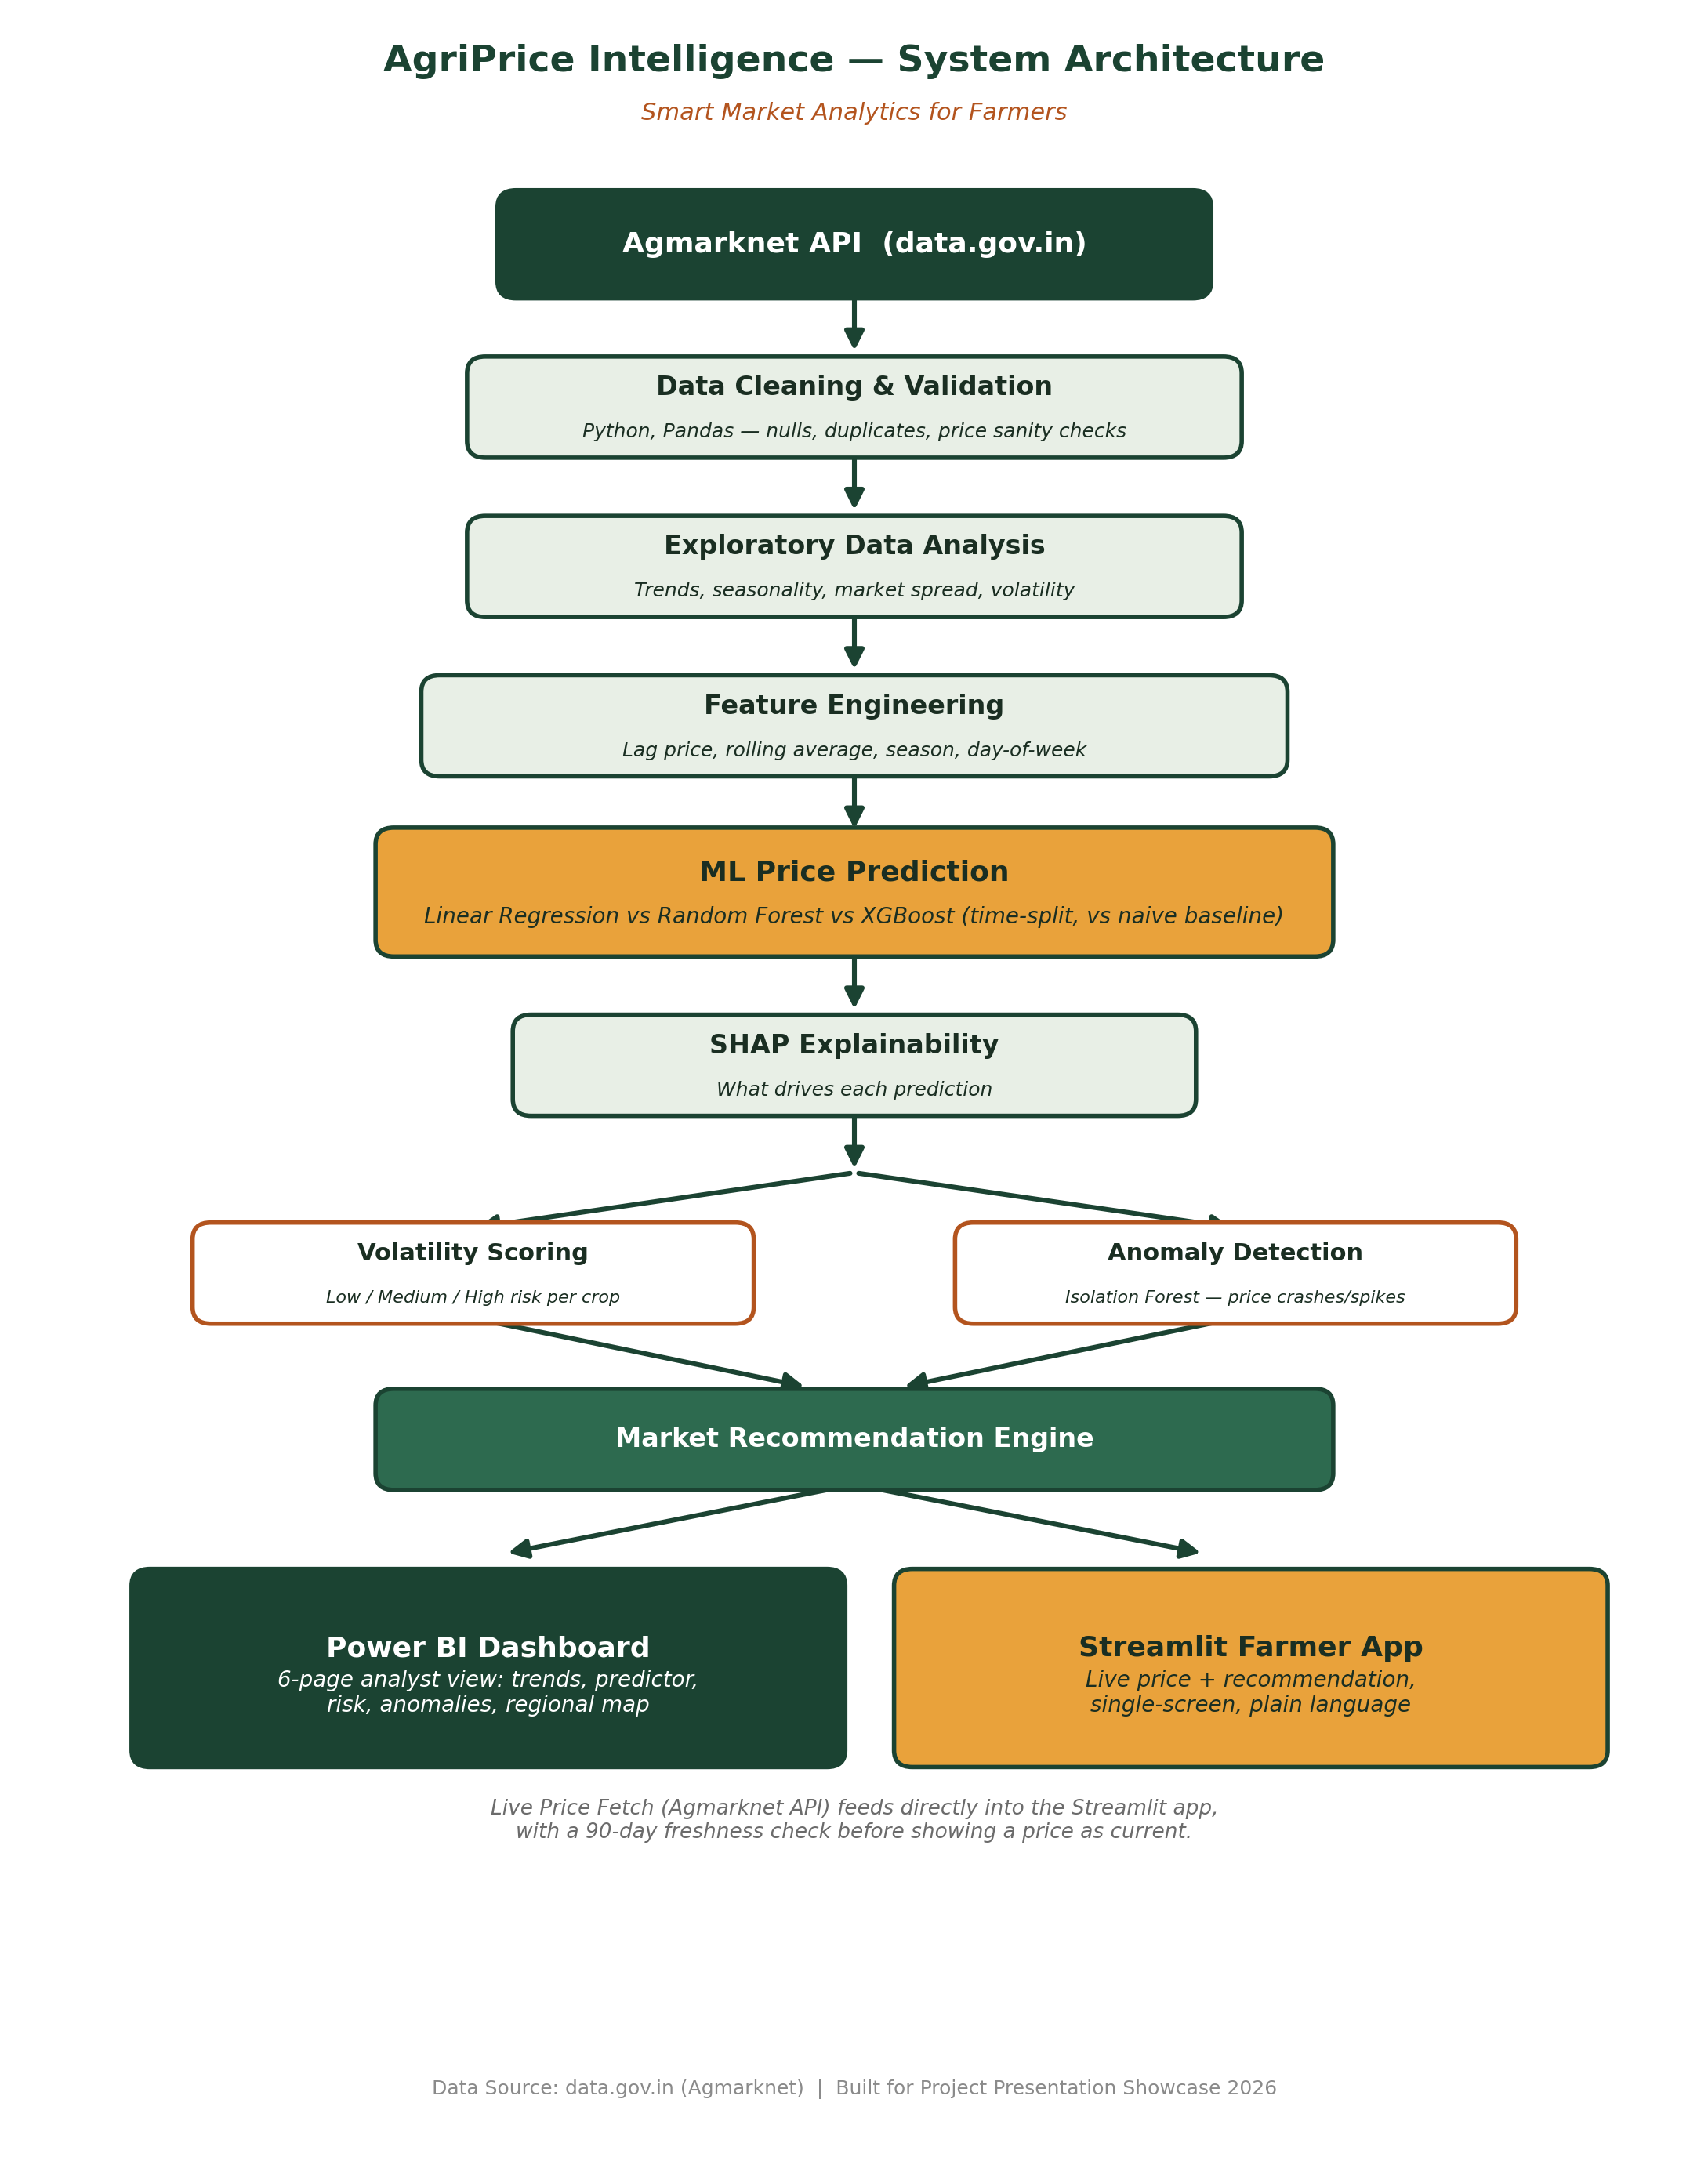 AgriPrice Intelligence — System Architecture
Smart Market Analytics for Farmers
Agmarknet API  (data.gov.in)
Data Cleaning & Validation
Python, Pandas — nulls, duplicates, price sanity checks
Exploratory Data Analysis
Trends, seasonality, market spread, volatility
Feature Engineering
Lag price, rolling average, season, day-of-week
ML Price Prediction
Linear Regression vs Random Forest vs XGBoost (time-split, vs naive baseline)
SHAP Explainability
What drives each prediction
Volatility Scoring
Low / Medium / High risk per crop
Anomaly Detection
Isolation Forest — price crashes/spikes
Market Recommendation Engine
Power BI Dashboard
6-page analyst view: trends, predictor,
risk, anomalies, regional map
Streamlit Farmer App
Live price + recommendation,
single-screen, plain language
Live Price Fetch (Agmarknet API) feeds directly into the Streamlit app,
with a 90-day freshness check before showing a price as current.
Data Source: data.gov.in (Agmarknet)  |  Built for Project Presentation Showcase 2026